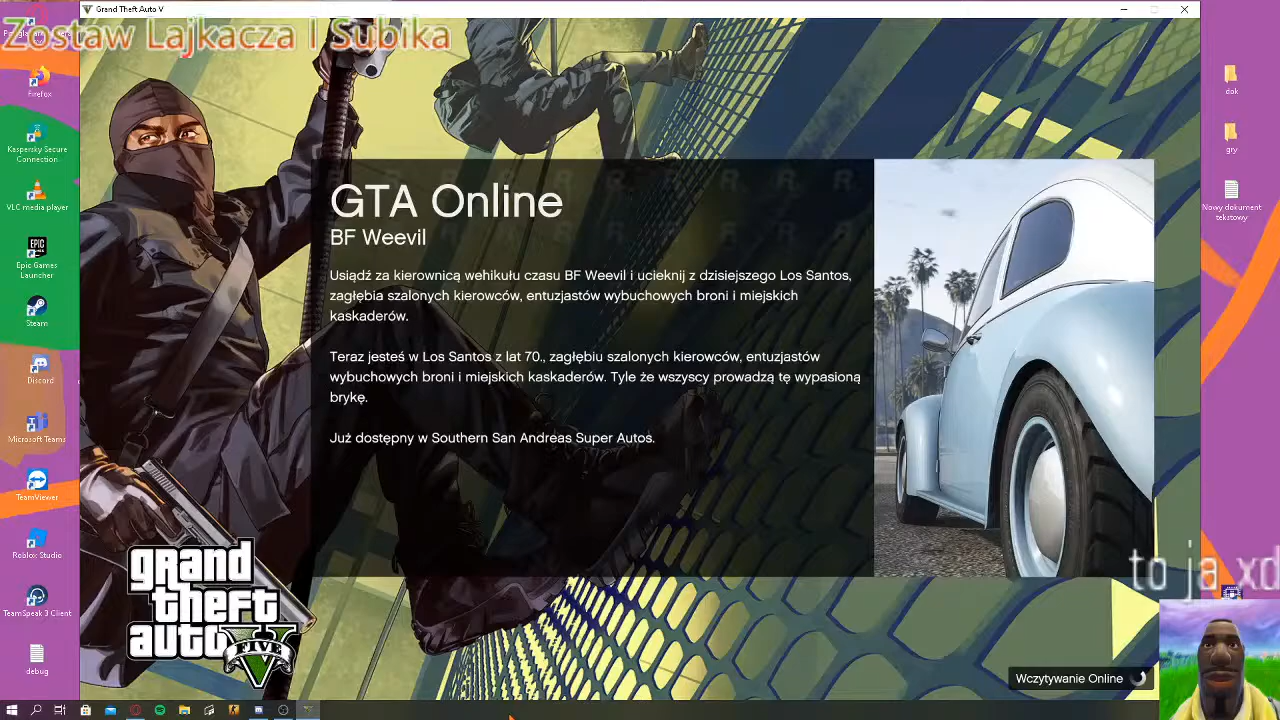 Grand Theft Auto V
Zostaw Lajkacza I Subika
Firefox
Kaspersky Secure
Connection
VLC media player
Epic Games
Launcher
Steam
Discord
Microsoft Teams
TeamViewer
Roblox Studio
TeamSpeak 3 Client
debug
GTA Online
BF Weevil
Usiądź za kierownicą wehikułu czasu BF Weevil i ucieknij z dzisiejszego Los Santos,
zagłębia szalonych kierowców, entuzjastów wybuchowych broni i miejskich
kaskaderów.
Teraz jesteś w Los Santos z lat 70., zagłębiu szalonych kierowców, entuzjastów
wybuchowych broni i miejskich kaskaderów. Tyle że wszyscy prowadzą tę wypasioną
brykę.
Już dostępny w Southern San Andreas Super Autos.
grand
theft
auto V
FIVE
Wczytywanie Online
dok
gry
Nowy dokument
tekstowy
to ja xd